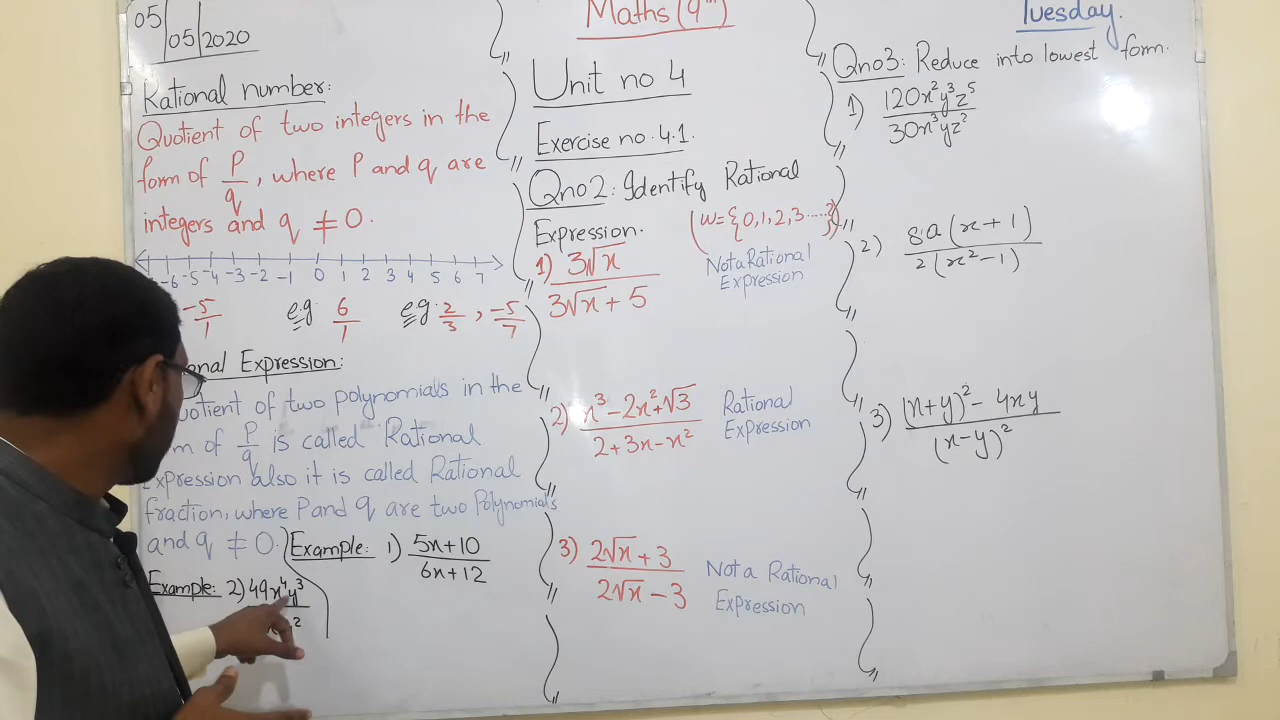 05/05/2020
Maths (9th)
Tuesday.
Rational number:
Quotient of two integers in the
form of P/q, where P and q are
integers and q ≠ 0.
-6 -5 -4 -3 -2 -1 0 1 2 3 4 5 6 7
-5/1 e.g: 6/1 e.g: 2/3, -5/7
Expression:
of two polynomials in the
of P/q is called Rational
Expression also it is called Rational
fraction, where P and q are two Polynomials
and q ≠ 0.
Example: 1) 5x+10/6x+12
Example: 2) 49x⁴y³
2
Unit no 4
Exercise no. 4.1.
Qno2: Identify Rational
Expression.
(W={0,1,2,3.....})
1) 3√x/3√x + 5
Not a Rational
Expression
2) x³-2x²+√3/2+3x-x²
Rational
Expression
3) 2√x + 3/2√x - 3
Not a Rational
Expression
Qno3: Reduce into lowest form.
1) 120x²y³z⁵/30x³yz²
2) 8a(x+1)/2(x²-1)
3) (x+y)²-4xy/(x-y)²